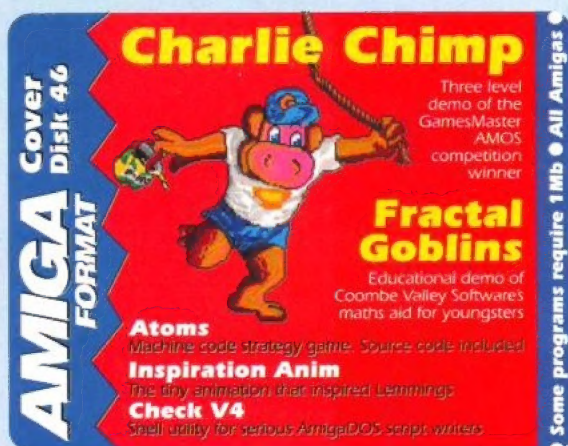 AMIGA
FORMAT
Cover
Disk 46
Charlie Chimp
Three level
demo of the
GamesMaster
AMOS
competition
winner
Fractal
Goblins
Educational demo of
Coombe Valley Software's
maths aid for youngsters
Atoms
Machine code strategy game. Source code included
Inspiration Anim
The tiny animation that inspired Lemmings
Check V4
Shell utility for serious AmigaDOS script writers
● Some programs require 1Mb ● All Amigas ●